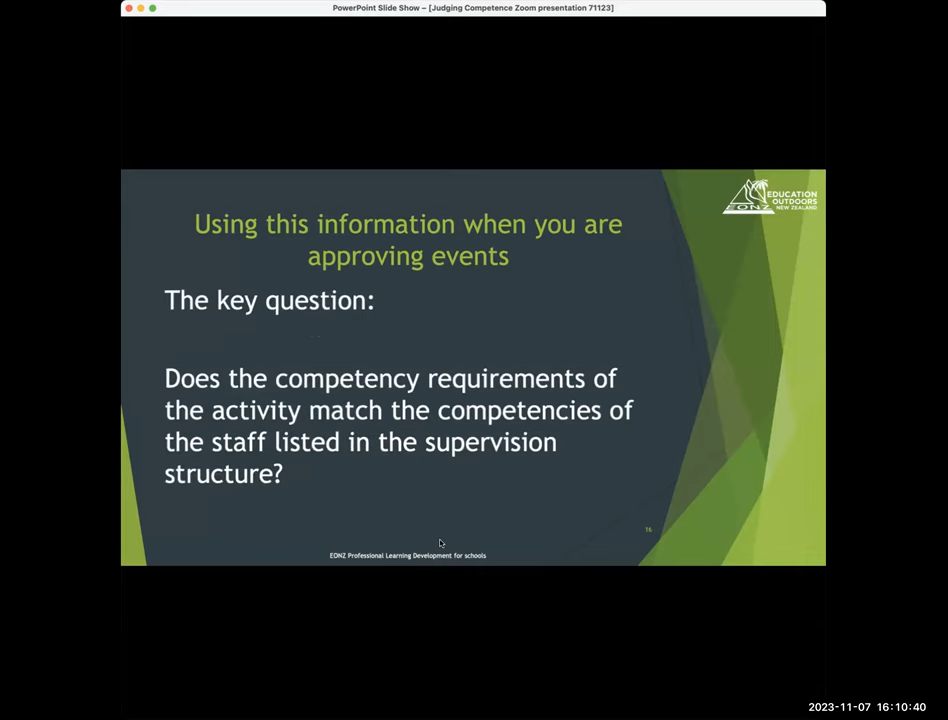 PowerPoint Slide Show – [Judging Competence Zoom presentation 71123]
EONZ
EDUCATION
OUTDOORS
NEW ZEALAND
Using this information when you are
approving events
The key question:
Does the competency requirements of
the activity match the competencies of
the staff listed in the supervision
structure?
16
EONZ Professional Learning Development for schools
2023-11-07 16:10:40